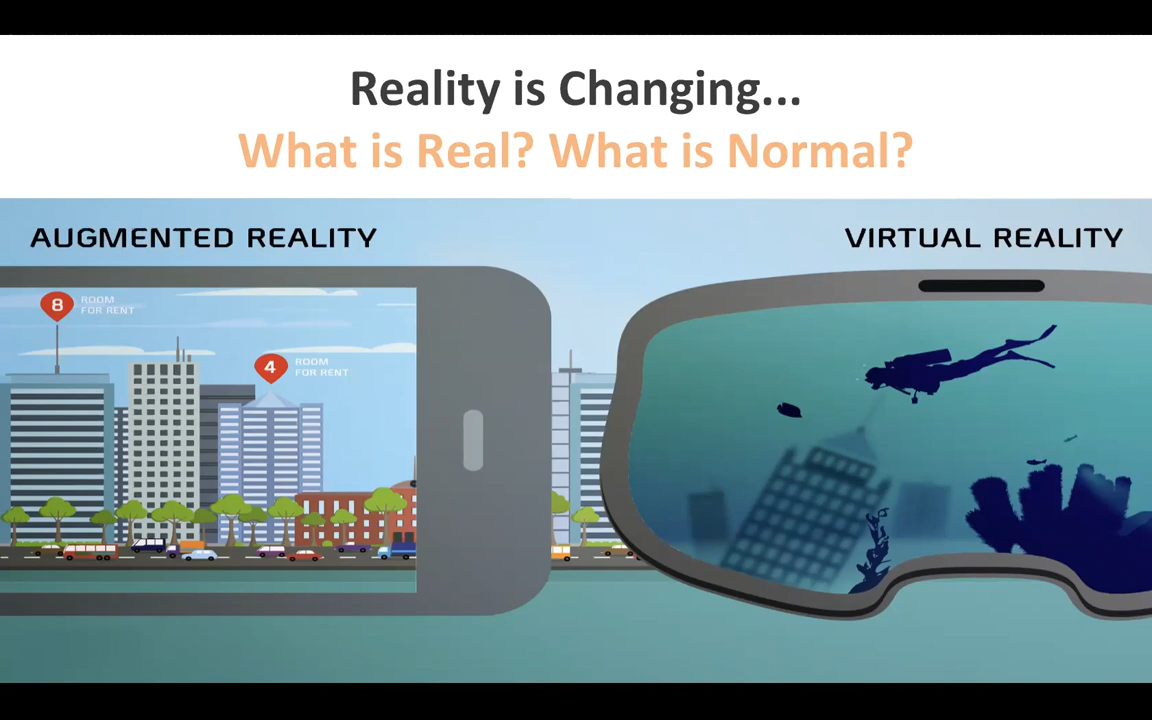 Reality is Changing...
What is Real? What is Normal?
AUGMENTED REALITY
VIRTUAL REALITY
8
ROOM
FOR RENT
4
ROOM
FOR RENT